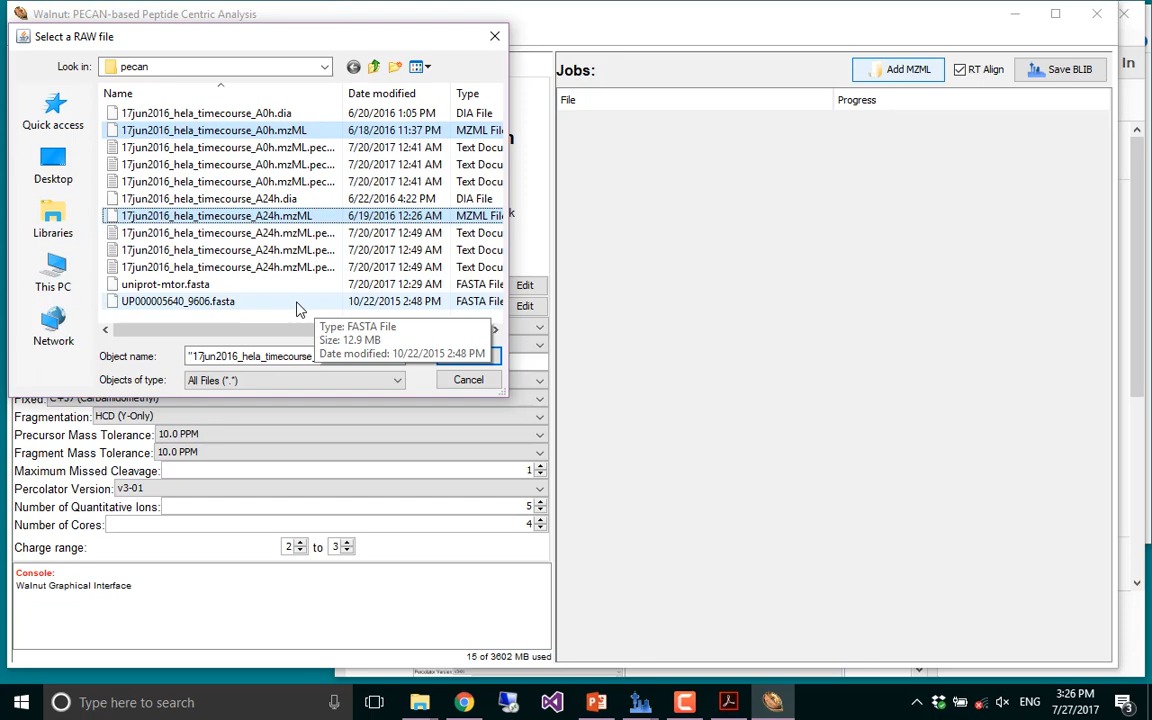 Walnut: PECAN-based Peptide Centric Analysis
Select a RAW file
Look in: pecan
Name Date modified Type
17jun2016_hela_timecourse_A0h.dia 6/20/2016 1:05 PM DIA File
17jun2016_hela_timecourse_A0h.mzML 6/18/2016 11:37 PM MZML File
17jun2016_hela_timecourse_A0h.mzML.pec... 7/20/2017 12:41 AM Text Docu
17jun2016_hela_timecourse_A0h.mzML.pec... 7/20/2017 12:41 AM Text Docu
17jun2016_hela_timecourse_A0h.mzML.pec... 7/20/2017 12:41 AM Text Docu
17jun2016_hela_timecourse_A24h.dia 6/22/2016 4:22 PM DIA File
17jun2016_hela_timecourse_A24h.mzML 6/19/2016 12:26 AM MZML File
17jun2016_hela_timecourse_A24h.mzML.pe... 7/20/2017 12:49 AM Text Docu
17jun2016_hela_timecourse_A24h.mzML.pe... 7/20/2017 12:49 AM Text Docu
17jun2016_hela_timecourse_A24h.mzML.pe... 7/20/2017 12:49 AM Text Docu
uniprot-mtor.fasta 7/20/2017 12:29 AM FASTA File
UP000005640_9606.fasta 10/22/2015 2:48 PM FASTA File
Quick access
Desktop
Libraries
This PC
Network
Type: FASTA File
Size: 12.9 MB
Date modified: 10/22/2015 2:48 PM
Object name: "17jun2016_hela_timecourse_
Objects of type: All Files (*.*)
Cancel
Edit
Edit
Fixed: C+57 (Carbamidomethyl)
Fragmentation: HCD (Y-Only)
Precursor Mass Tolerance: 10.0 PPM
Fragment Mass Tolerance: 10.0 PPM
Maximum Missed Cleavage: 1
Percolator Version: v3-01
Number of Quantitative Ions: 5
Number of Cores: 4
Charge range: 2 to 3
Console:
Walnut Graphical Interface
15 of 3602 MB used
Jobs:
Add MZML
RT Align
Save BLIB
File Progress
In
Type here to search
ENG
3:26 PM
7/27/2017
3